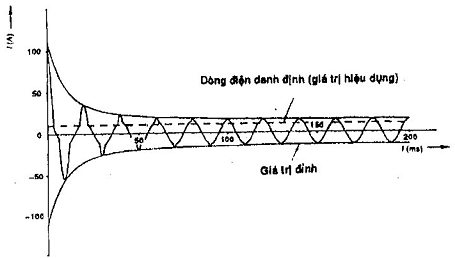 I (A)
100
50
0
-50
-100
Dòng điện danh định (giá trị hiệu dụng)
50
100
150
200
t (ms)
Giá trị đỉnh